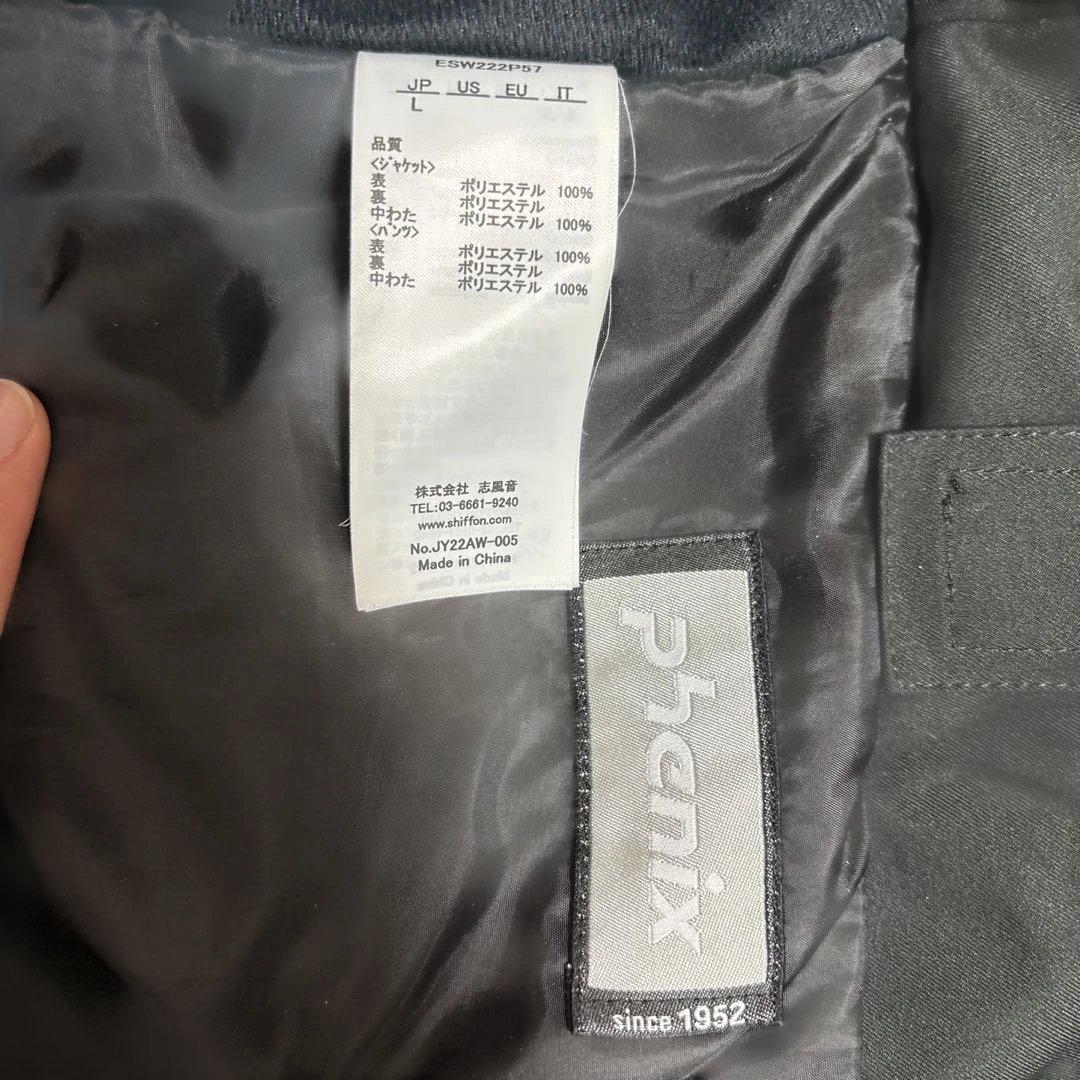 ESW222P57
JP US EU IT
L
品質
<ジャケット>
表 ポリエステル 100%
裏 ポリエステル
中わた ポリエステル 100%
<パンツ>
表 ポリエステル 100%
裏 ポリエステル
中わた ポリエステル 100%
株式会社 志風音
TEL:03-6661-9240
www.shiffon.com
No.JY22AW-005
Made in China
phenix
since 1952